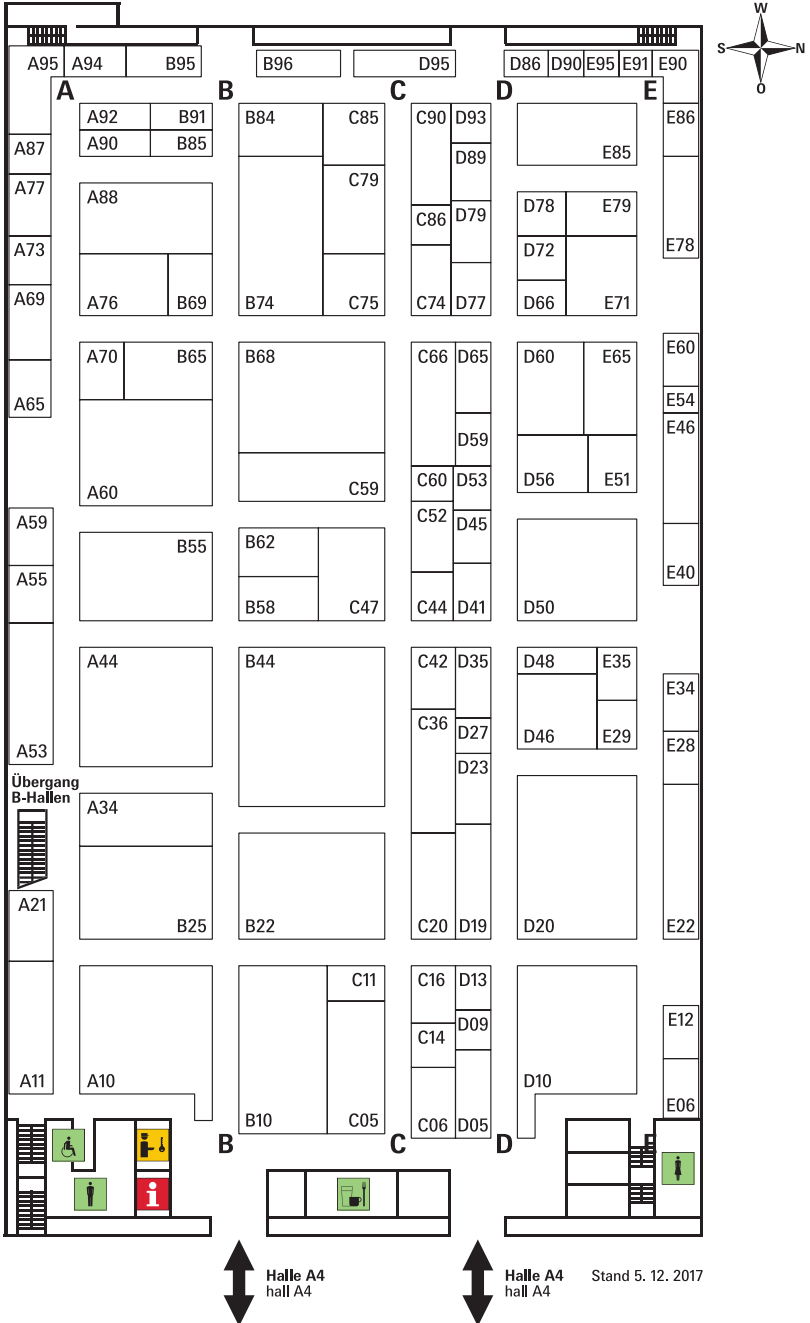 W
S
N
O
A95
A94
B95
B96
D95
D86
D90
E95
E91
E90
A
B
C
D
E
A92
B91
B84
C85
C90
D93
E86
A90
B85
A87
D89
E85
A77
A88
C79
C86
D79
D78
E79
A73
D72
E78
A69
A76
B69
B74
C75
C74
D77
D66
E71
A70
B65
B68
C66
D65
D60
E65
E60
A65
E54
E46
D59
A60
C59
C60
D53
D56
E51
A59
C52
D45
B55
B62
A55
E40
B58
C47
C44
D41
D50
A44
B44
C42
D35
D48
E35
E34
C36
A53
D27
D46
E29
E28
D23
Übergang
B-Hallen
A34
A21
B25
B22
C20
D19
D20
E22
C11
C16
D13
E12
C14
D09
A11
A10
D10
E06
B10
C05
C06
D05
B
C
D
E
i
Halle A4
hall A4
Halle A4
hall A4
Stand 5. 12. 2017